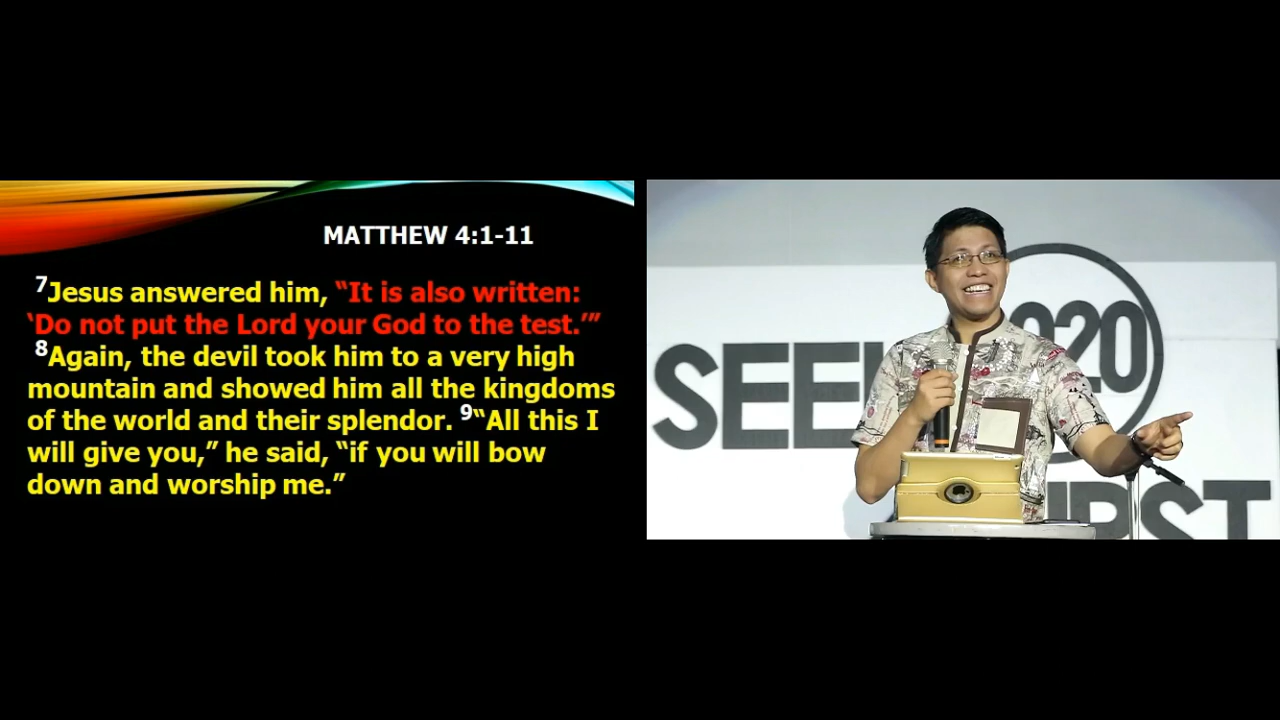 MATTHEW 4:1-11
7Jesus answered him, “It is also written:
‘Do not put the Lord your God to the test.’”
8Again, the devil took him to a very high
mountain and showed him all the kingdoms
of the world and their splendor. 9“All this I
will give you,” he said, “if you will bow
down and worship me.”